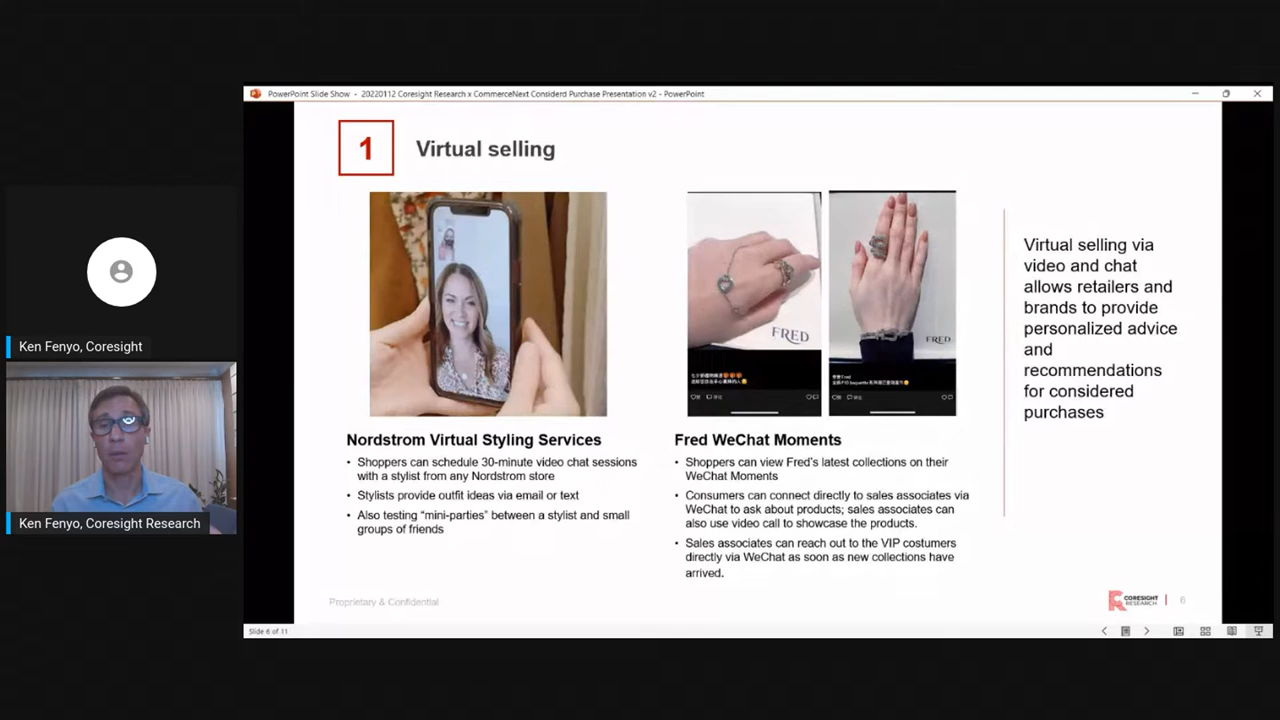 PowerPoint Slide Show - 20220112 Coresight Research x CommerceNext Considerd Purchase Presentation v2 - PowerPoint
1
Virtual selling
FRED
FRED
Nordstrom Virtual Styling Services
• Shoppers can schedule 30-minute video chat sessions
with a stylist from any Nordstrom store
• Stylists provide outfit ideas via email or text
• Also testing “mini-parties” between a stylist and small
groups of friends
Fred WeChat Moments
• Shoppers can view Fred’s latest collections on their
WeChat Moments
• Consumers can connect directly to sales associates via
WeChat to ask about products; sales associates can
also use video call to showcase the products.
• Sales associates can reach out to the VIP costumers
directly via WeChat as soon as new collections have
arrived.
Virtual selling via
video and chat
allows retailers and
brands to provide
personalized advice
and
recommendations
for considered
purchases
Proprietary & Confidential
CORESIGHT
RESEARCH
6
Slide 6 of 11
Ken Fenyo, Coresight
Ken Fenyo, Coresight Research